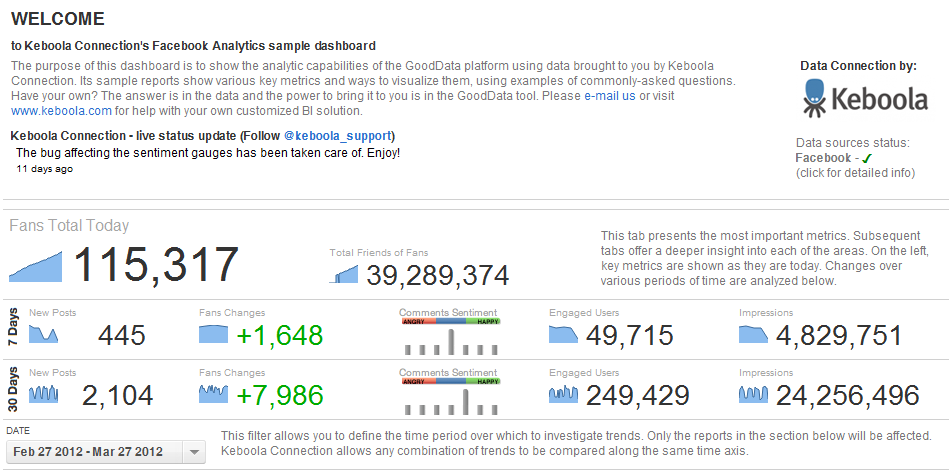 WELCOME
to Keboola Connection's Facebook Analytics sample dashboard
The purpose of this dashboard is to show the analytic capabilities of the GoodData platform using data brought to you by Keboola
Connection. Its sample reports show various key metrics and ways to visualize them, using examples of commonly-asked questions.
Have your own? The answer is in the data and the power to bring it to you is in the GoodData tool. Please e-mail us or visit
www.keboola.com for help with your own customized BI solution.
Keboola Connection - live status update (Follow @keboola_support)
The bug affecting the sentiment gauges has been taken care of. Enjoy!
11 days ago
Data Connection by:
Keboola
Data sources status:
Facebook - ✓
(click for detailed info)
Fans Total Today
115,317
Total Friends of Fans
39,289,374
This tab presents the most important metrics. Subsequent
tabs offer a deeper insight into each of the areas. On the left,
key metrics are shown as they are today. Changes over
various periods of time are analyzed below.
7 Days
New Posts
445
Fans Changes
+1,648
Comments Sentiment
ANGRY HAPPY
Engaged Users
49,715
Impressions
4,829,751
30 Days
New Posts
2,104
Fans Changes
+7,986
Comments Sentiment
ANGRY HAPPY
Engaged Users
249,429
Impressions
24,256,496
DATE
Feb 27 2012 - Mar 27 2012
This filter allows you to define the time period over which to investigate trends. Only the reports in the section below will be affected.
Keboola Connection allows any combination of trends to be compared along the same time axis.